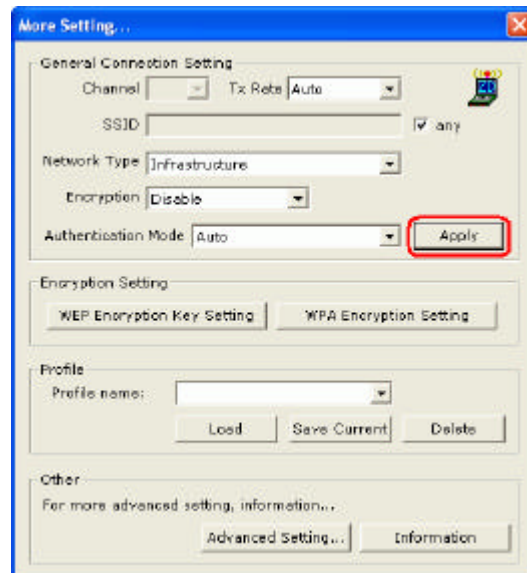 More Setting...
General Connection Setting
Channel Tx Rate Auto
SSID any
Network Type Infrastructure
Encryption Disable
Authentication Mode Auto Apply
Encryption Setting
WEP Encryption Key Setting WPA Encryption Setting
Profile
Profile name:
Load Save Current Delete
Other
For more advanced setting, information...
Advanced Setting... Information